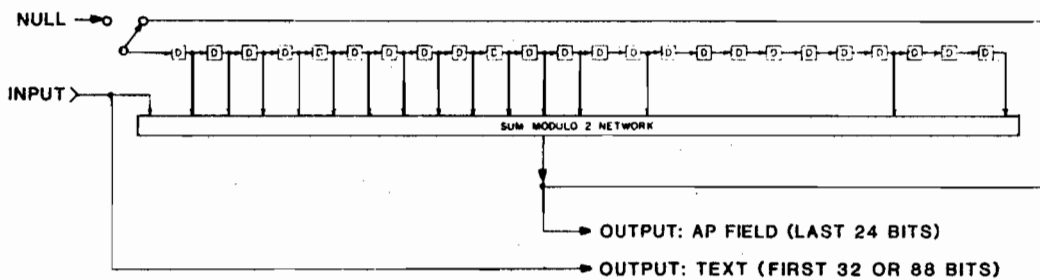 NULL
D D D D D D D D D D D D D D D D D D D D D D D D
INPUT
SUM MODULO 2 NETWORK
OUTPUT: AP FIELD (LAST 24 BITS)
OUTPUT: TEXT (FIRST 32 OR 88 BITS)